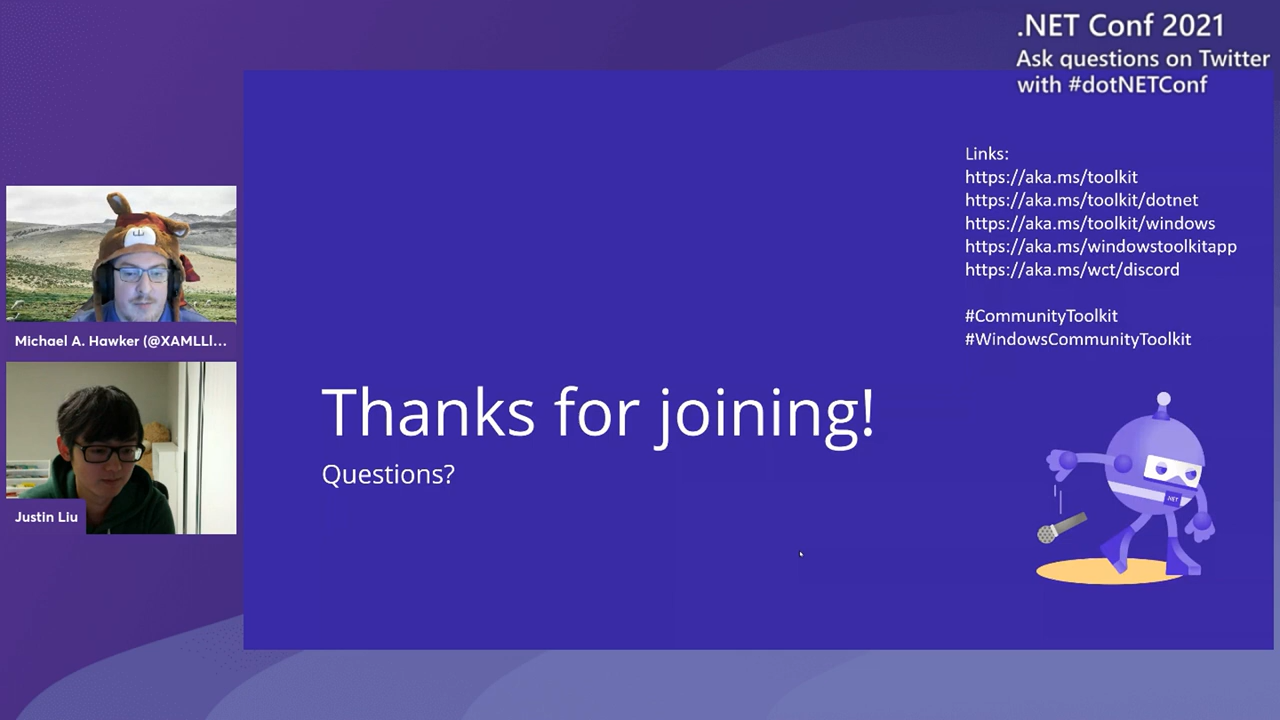 .NET Conf 2021
Ask questions on Twitter
with #dotNETConf
Links:
https://aka.ms/toolkit
https://aka.ms/toolkit/dotnet
https://aka.ms/toolkit/windows
https://aka.ms/windowstoolkitapp
https://aka.ms/wct/discord
#CommunityToolkit
#WindowsCommunityToolkit
Michael A. Hawker (@XAMLLl...
Thanks for joining!
Questions?
.NET
Justin Liu